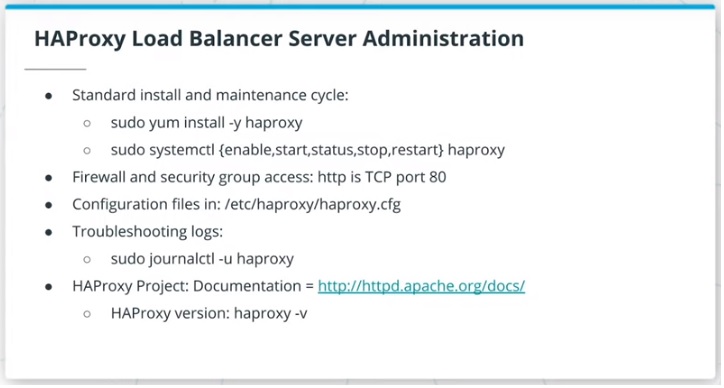 HAProxy Load Balancer Server Administration
● Standard install and maintenance cycle:
○ sudo yum install -y haproxy
○ sudo systemctl {enable,start,status,stop,restart} haproxy
● Firewall and security group access: http is TCP port 80
● Configuration files in: /etc/haproxy/haproxy.cfg
● Troubleshooting logs:
○ sudo journalctl -u haproxy
● HAProxy Project: Documentation = http://httpd.apache.org/docs/
○ HAProxy version: haproxy -v